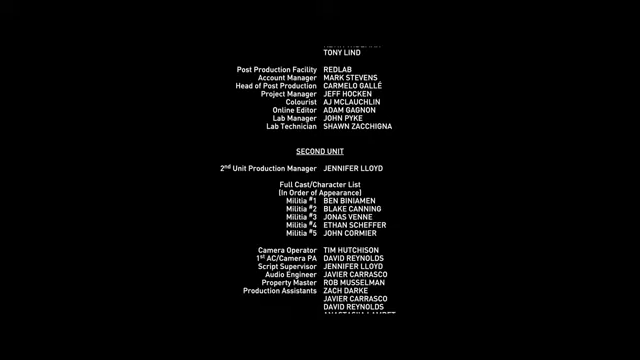 TONY LIND
Post Production Facility REDLAB
Account Manager MARK STEVENS
Head of Post Production CARMELO GALLÉ
Project Manager JEFF HOCKEN
Colourist AJ MCLAUCHLIN
Online Editor ADAM GAGNON
Lab Manager JOHN PYKE
Lab Technician SHAWN ZACCHIGNA
SECOND UNIT
2nd Unit Production Manager JENNIFER LLOYD
Full Cast/Character List
(In Order of Appearance)
Militia #1 BEN BINIAMEN
Militia #2 BLAKE CANNING
Militia #3 JONAS VENNE
Militia #4 ETHAN SCHEFFER
Militia #5 JOHN CORMIER
Camera Operator TIM HUTCHISON
1st AC/Camera PA DAVID REYNOLDS
Script Supervisor JENNIFER LLOYD
Audio Engineer JAVIER CARRASCO
Property Master ROB MUSSELMAN
Production Assistants ZACH DARKE
JAVIER CARRASCO
DAVID REYNOLDS